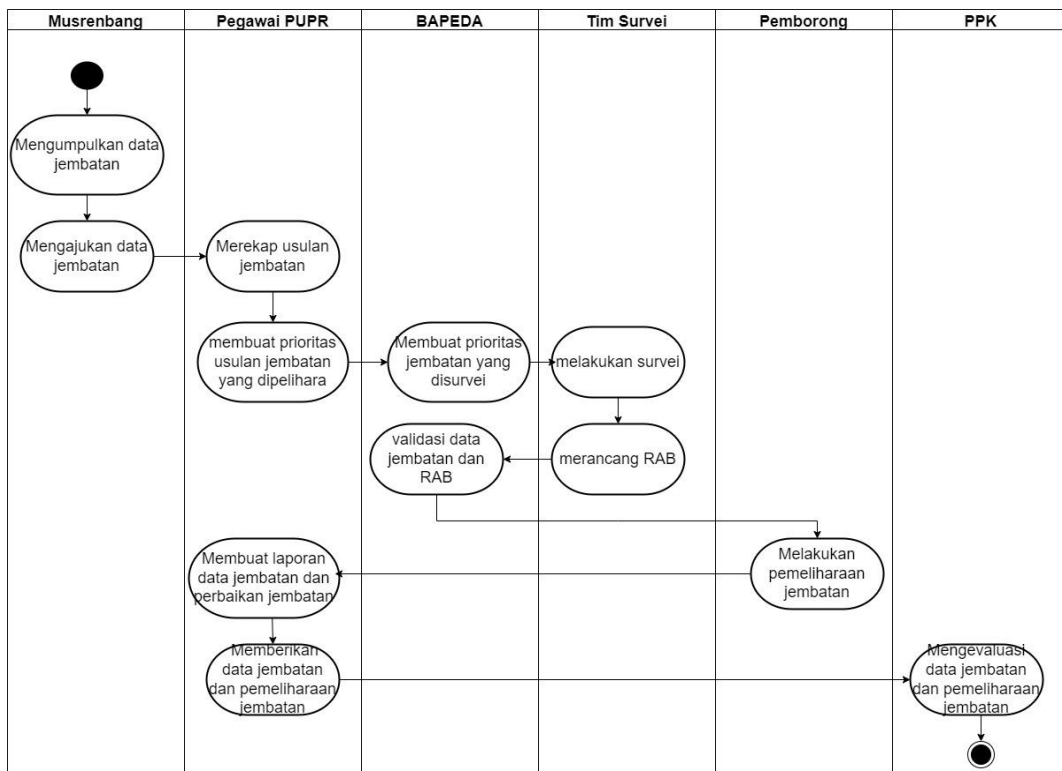 Musrenbang
Pegawai PUPR
BAPEDA
Tim Survei
Pemborong
PPK
Mengumpulkan data
jembatan
Mengajukan data
jembatan
Merekap usulan
jembatan
membuat prioritas
usulan jembatan
yang dipelihara
Membuat prioritas
jembatan yang
disurvei
melakukan survei
validasi data
jembatan dan
RAB
merancang RAB
Membuat laporan
data jembatan dan
perbaikan jembatan
Melakukan
pemeliharaan
jembatan
Memberikan
data jembatan
dan pemeliharaan
jembatan
Mengevaluasi
data jembatan
dan pemeliharaan
jembatan